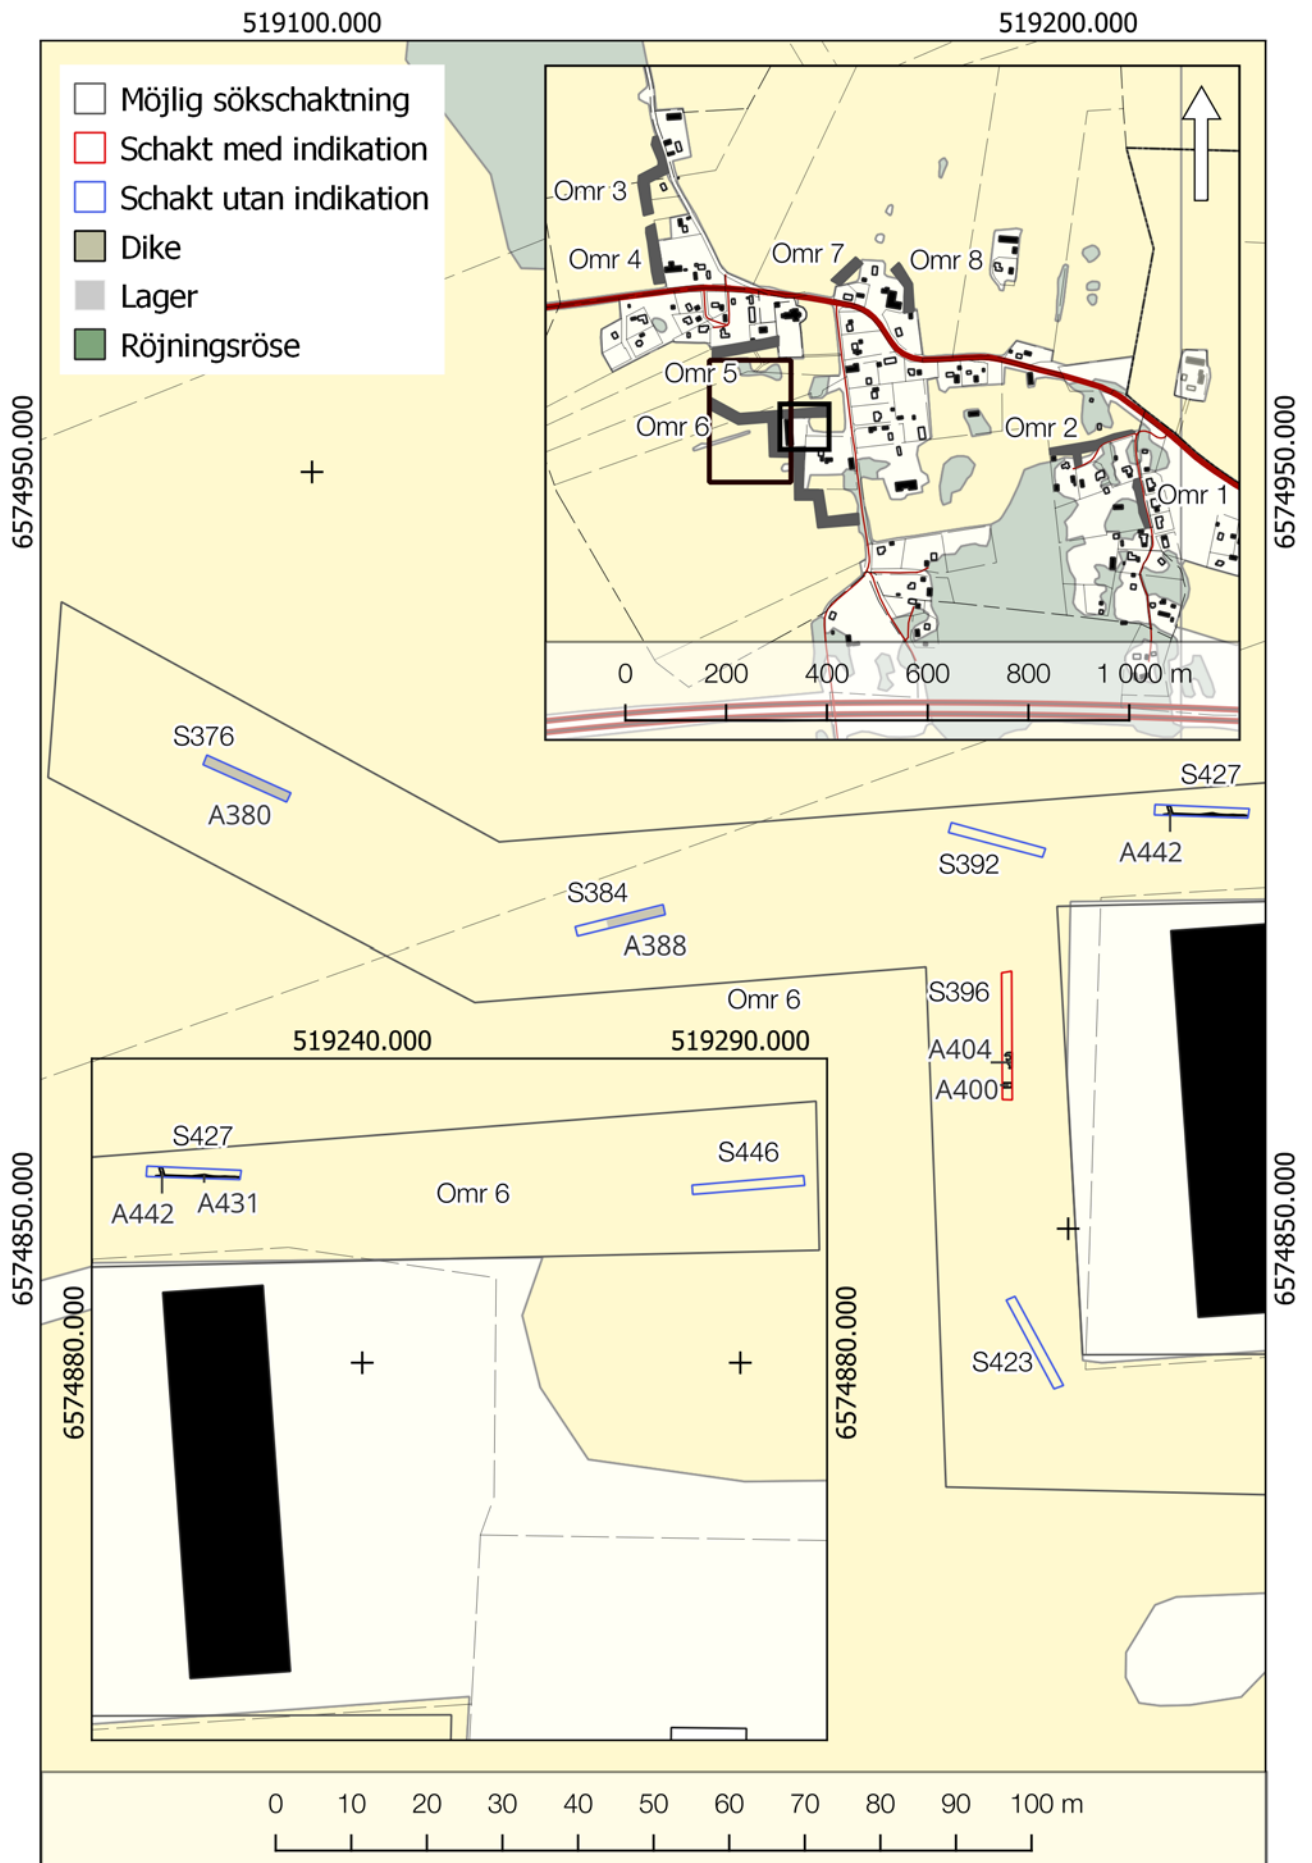 519100.000
519200.000
Möjlig sökschaktning
Schakt med indikation
Schakt utan indikation
Dike
Lager
Röjningsröse
Omr 3
Omr 4
Omr 7
Omr 8
Omr 5
Omr 6
Omr 2
Omr 1
0 200 400 600 800 1 000 m
6574950.000
6574950.000
S376
A380
S427
A442
S392
S384
A388
Omr 6
S396
A404
A400
519240.000
519290.000
S427
A442
A431
S446
Omr 6
6574850.000
6574850.000
6574880.000
6574880.000
S423
0 10 20 30 40 50 60 70 80 90 100 m